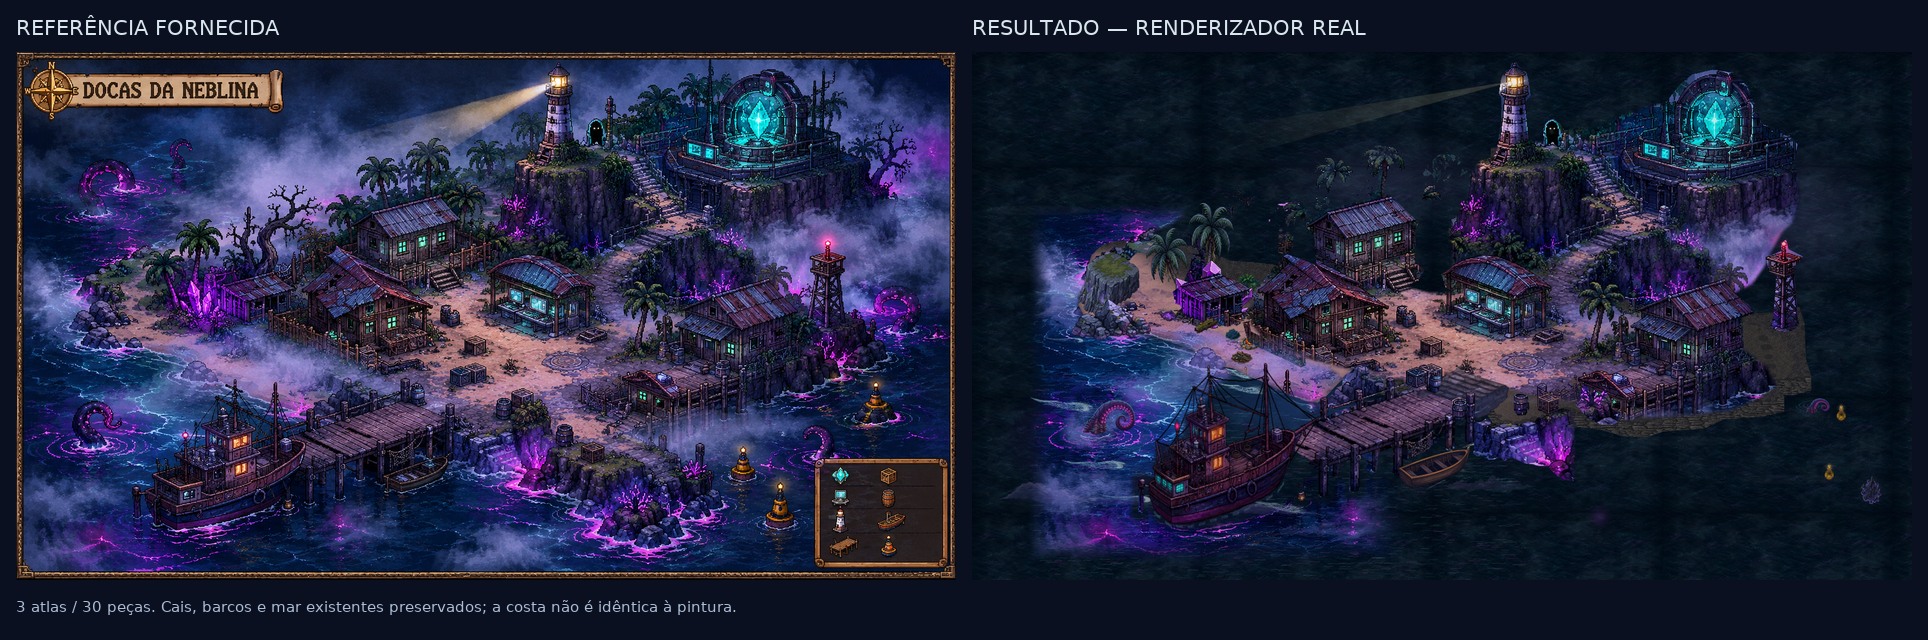 REFERÊNCIA FORNECIDA
RESULTADO — RENDERIZADOR REAL
N
W
S
DOCAS DA NEBLINA
3 atlas / 30 peças. Cais, barcos e mar existentes preservados; a costa não é idêntica à pintura.